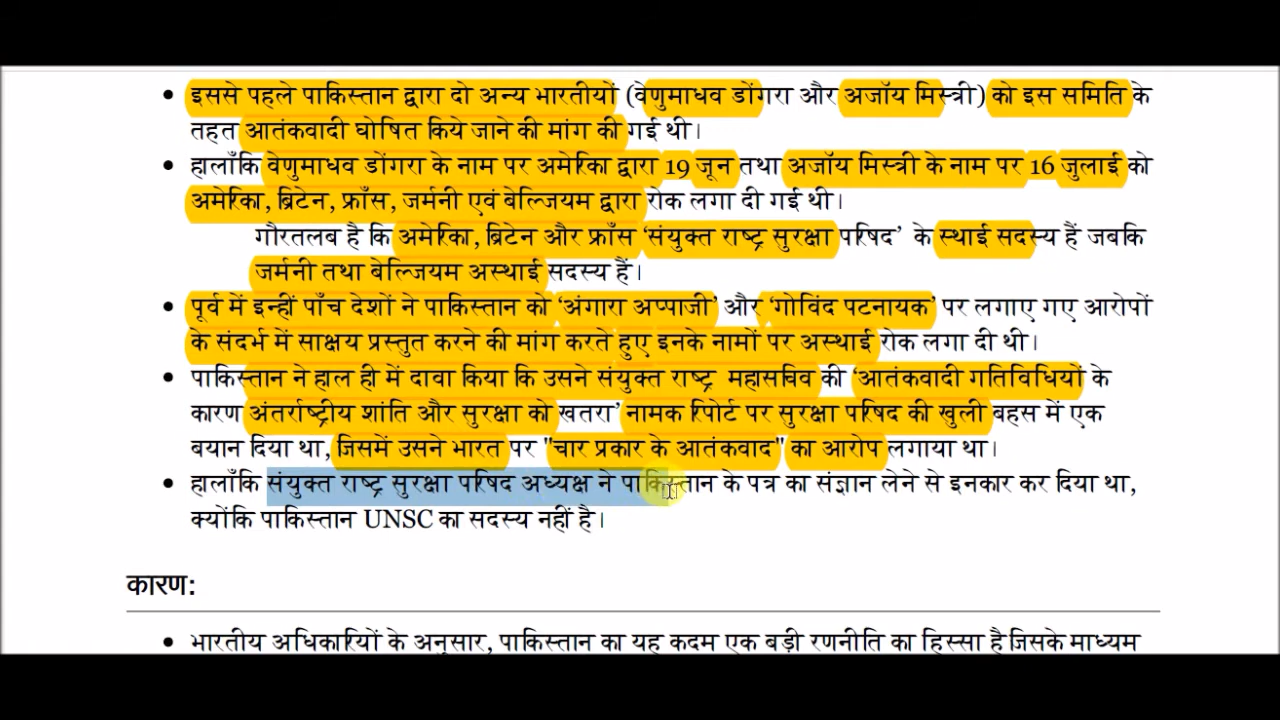 • इससे पहले पाकिस्तान द्वारा दो अन्य भारतीयों (वेणुमाधव डोंगरा और अजॉय मिस्त्री) को इस समिति के
तहत आतंकवादी घोषित किये जाने की मांग की गई थी।
• हालाँकि वेणुमाधव डोंगरा के नाम पर अमेरिका द्वारा 19 जून तथा अजॉय मिस्त्री के नाम पर 16 जुलाई को
अमेरिका, ब्रिटेन, फ्राँस, जर्मनी एवं बेल्जियम द्वारा रोक लगा दी गई थी।
गौरतलब है कि अमेरिका, ब्रिटेन और फ्राँस ‘संयुक्त राष्ट्र सुरक्षा परिषद’ के स्थाई सदस्य हैं जबकि
जर्मनी तथा बेल्जियम अस्थाई सदस्य हैं।
• पूर्व में इन्हीं पाँच देशों ने पाकिस्तान को ‘अंगारा अप्पाजी’ और ‘गोविंद पटनायक’ पर लगाए गए आरोपों
के संदर्भ में साक्षय प्रस्तुत करने की मांग करते हुए इनके नामों पर अस्थाई रोक लगा दी थी।
• पाकिस्तान ने हाल ही में दावा किया कि उसने संयुक्त राष्ट्र महासचिव की ‘आतंकवादी गतिविधियों के
कारण अंतर्राष्ट्रीय शांति और सुरक्षा को खतरा’ नामक रिपोर्ट पर सुरक्षा परिषद की खुली बहस में एक
बयान दिया था, जिसमें उसने भारत पर "चार प्रकार के आतंकवाद" का आरोप लगाया था।
• हालाँकि संयुक्त राष्ट्र सुरक्षा परिषद अध्यक्ष ने पाकिस्तान के पत्र का संज्ञान लेने से इनकार कर दिया था,
क्योंकि पाकिस्तान UNSC का सदस्य नहीं है।
कारण:
• भारतीय अधिकारियों के अनुसार, पाकिस्तान का यह कदम एक बड़ी रणनीति का हिस्सा है जिसके माध्यम